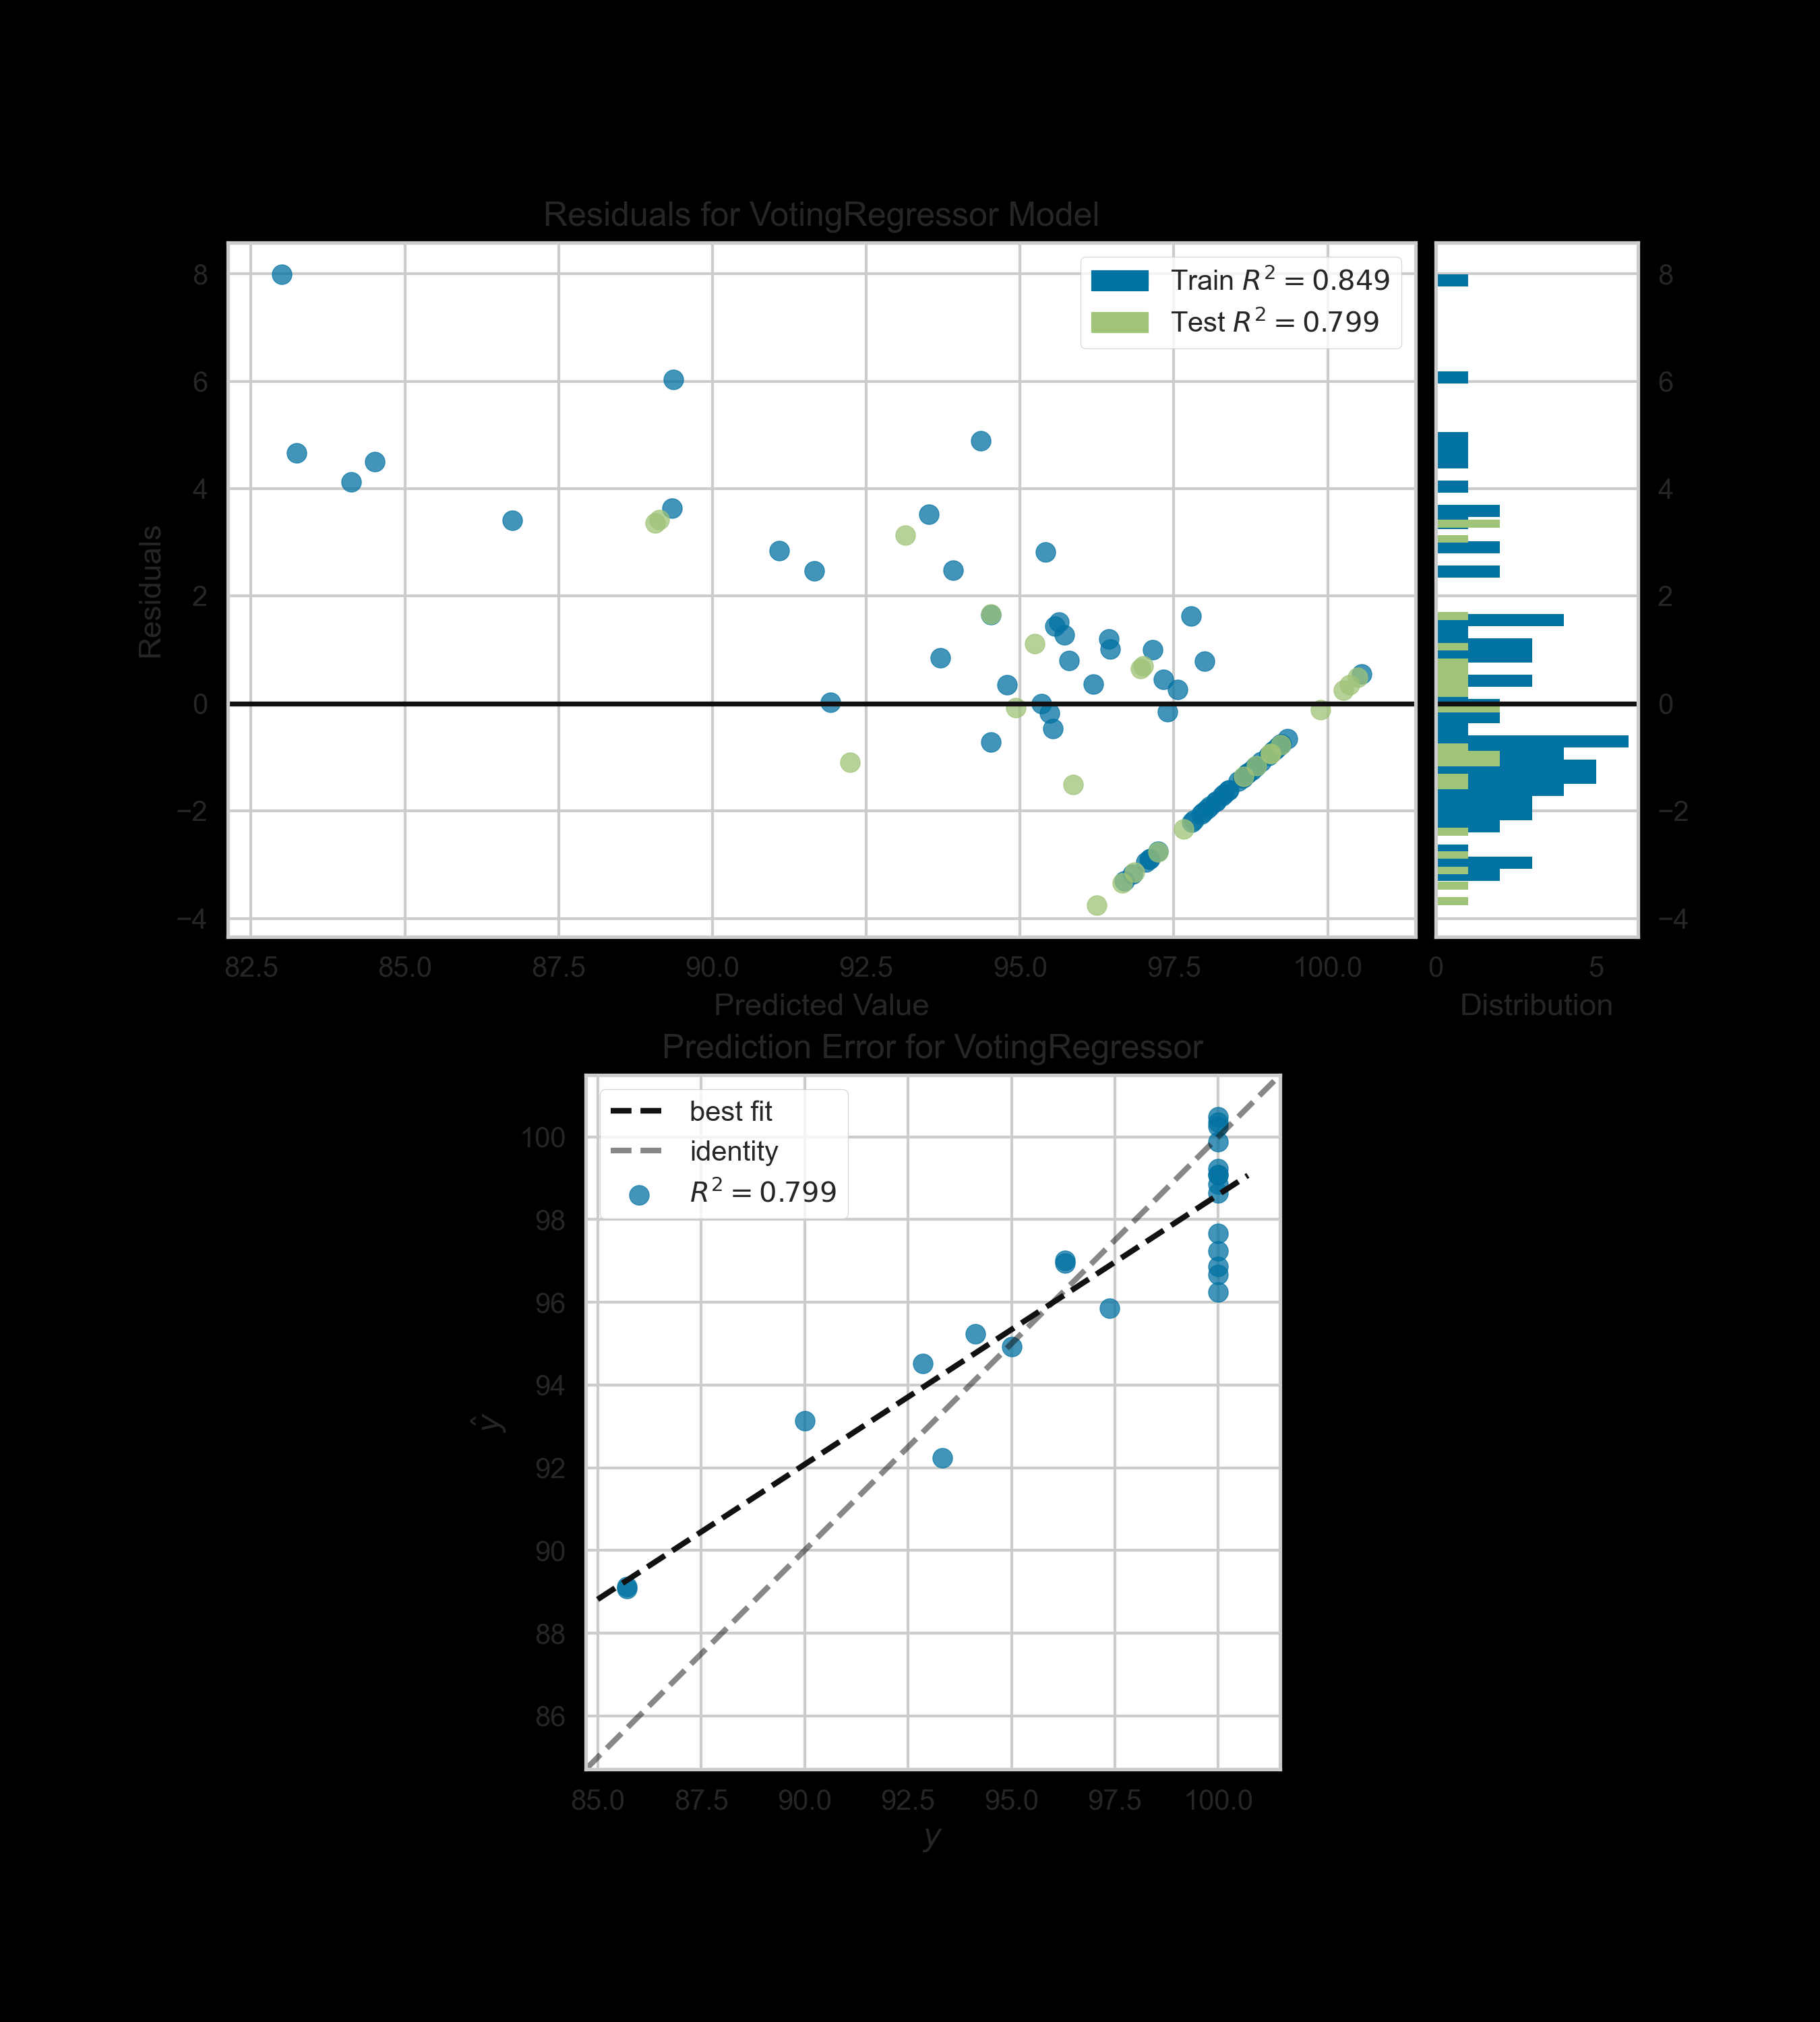 Residuals for VotingRegressor Model
8
6
4
2
0
−2
−4
Residuals
Train R² = 0.849
Test R² = 0.799
82.5 85.0 87.5 90.0 92.5 95.0 97.5 100.0
Predicted Value
8
6
4
2
0
−2
−4
0 5
Distribution
Prediction Error for VotingRegressor
best fit
identity
R² = 0.799
100
98
96
94
92
90
88
86
ŷ
85.0 87.5 90.0 92.5 95.0 97.5 100.0
y